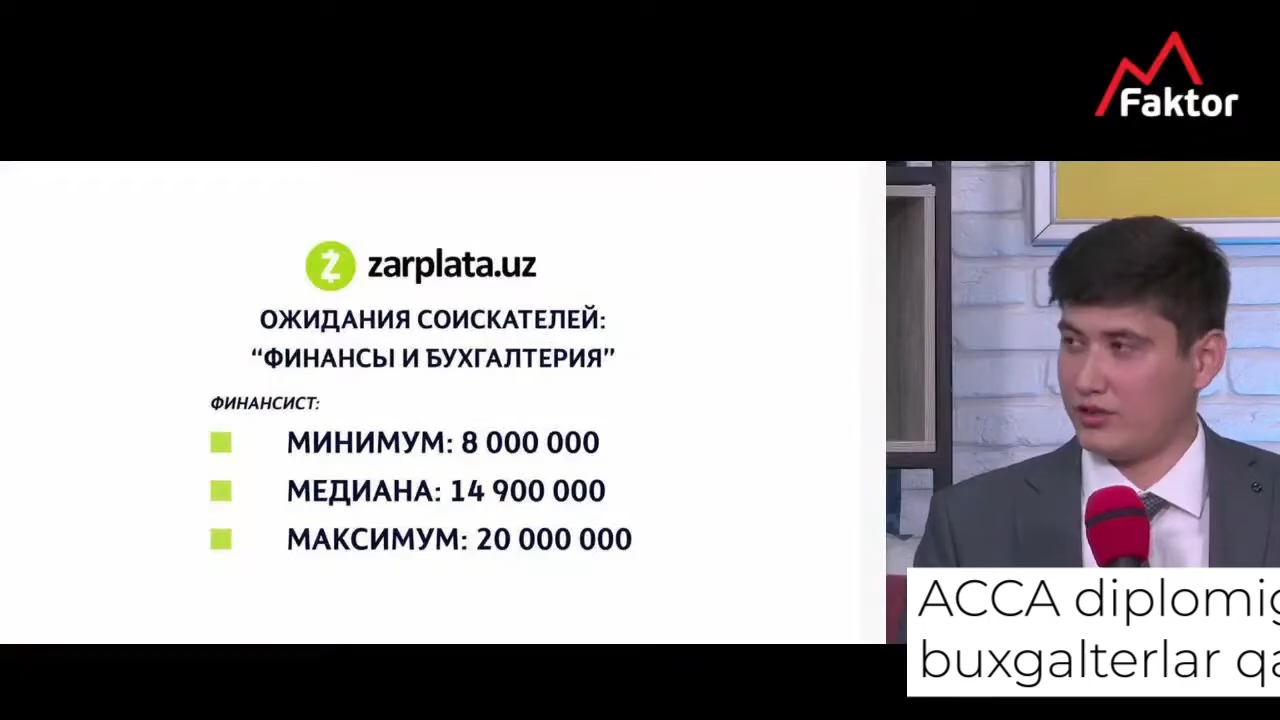 Faktor
zarplata.uz
ОЖИДАНИЯ СОИСКАТЕЛЕЙ:
“ФИНАНСЫ И БУХГАЛТЕРИЯ”
ФИНАНСИСТ:
МИНИМУМ: 8 000 000
МЕДИАНА: 14 900 000
МАКСИМУМ: 20 000 000
ACCA
buxgalterlar